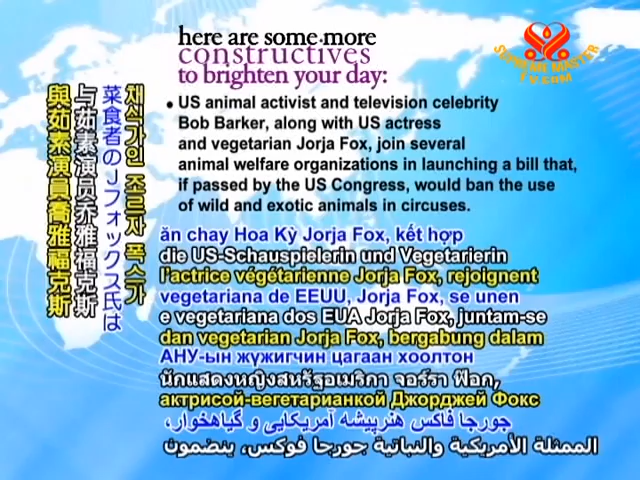 here are some more
constructives
to brighten your day:
SUPREME MASTER
TV.COM
• US animal activist and television celebrity
Bob Barker, along with US actress
and vegetarian Jorja Fox, join several
animal welfare organizations in launching a bill that,
if passed by the US Congress, would ban the use
of wild and exotic animals in circuses.
채식가인 죠르쟈 폭스가
菜食者のJフォックス氏は
与茹素演员乔雅福克斯
與茹素演員喬雅福克斯
ăn chay Hoa Kỳ Jorja Fox, kết hợp
die US-Schauspielerin und Vegetarierin
l'actrice végétarienne Jorja Fox, rejoignent
vegetariana de EEUU, Jorja Fox, se unen
e vegetariana dos EUA Jorja Fox, juntam-se
dan vegetarian Jorja Fox, bergabung dalam
АНУ-ын жүжигчин цагаан хоолтон
นักแสดงหญิงสหรัฐอเมริกา จอร์จา ฟ็อก,
актрисой-вегетарианкой Джорджей Фокс
جورجا فاکس هنرپیشه آمریکایی و گیاهخوار،
الممثلة الأمريكية والنباتية جورجا فوكس، ينضمون